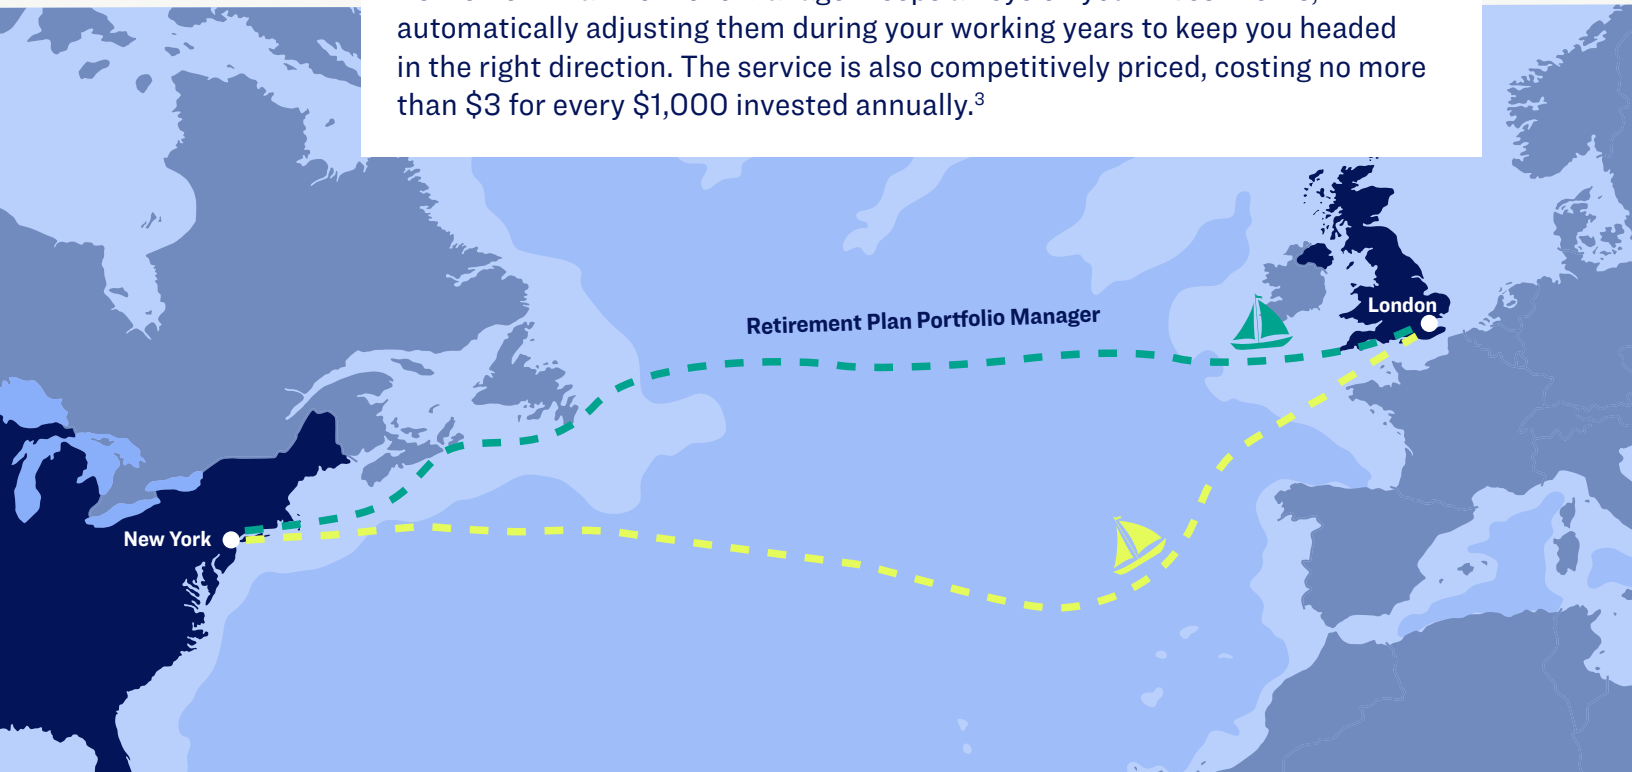 automatically adjusting them during your working years to keep you headed
in the right direction. The service is also competitively priced, costing no more
than $3 for every $1,000 invested annually.3
Retirement Plan Portfolio Manager
London
New York